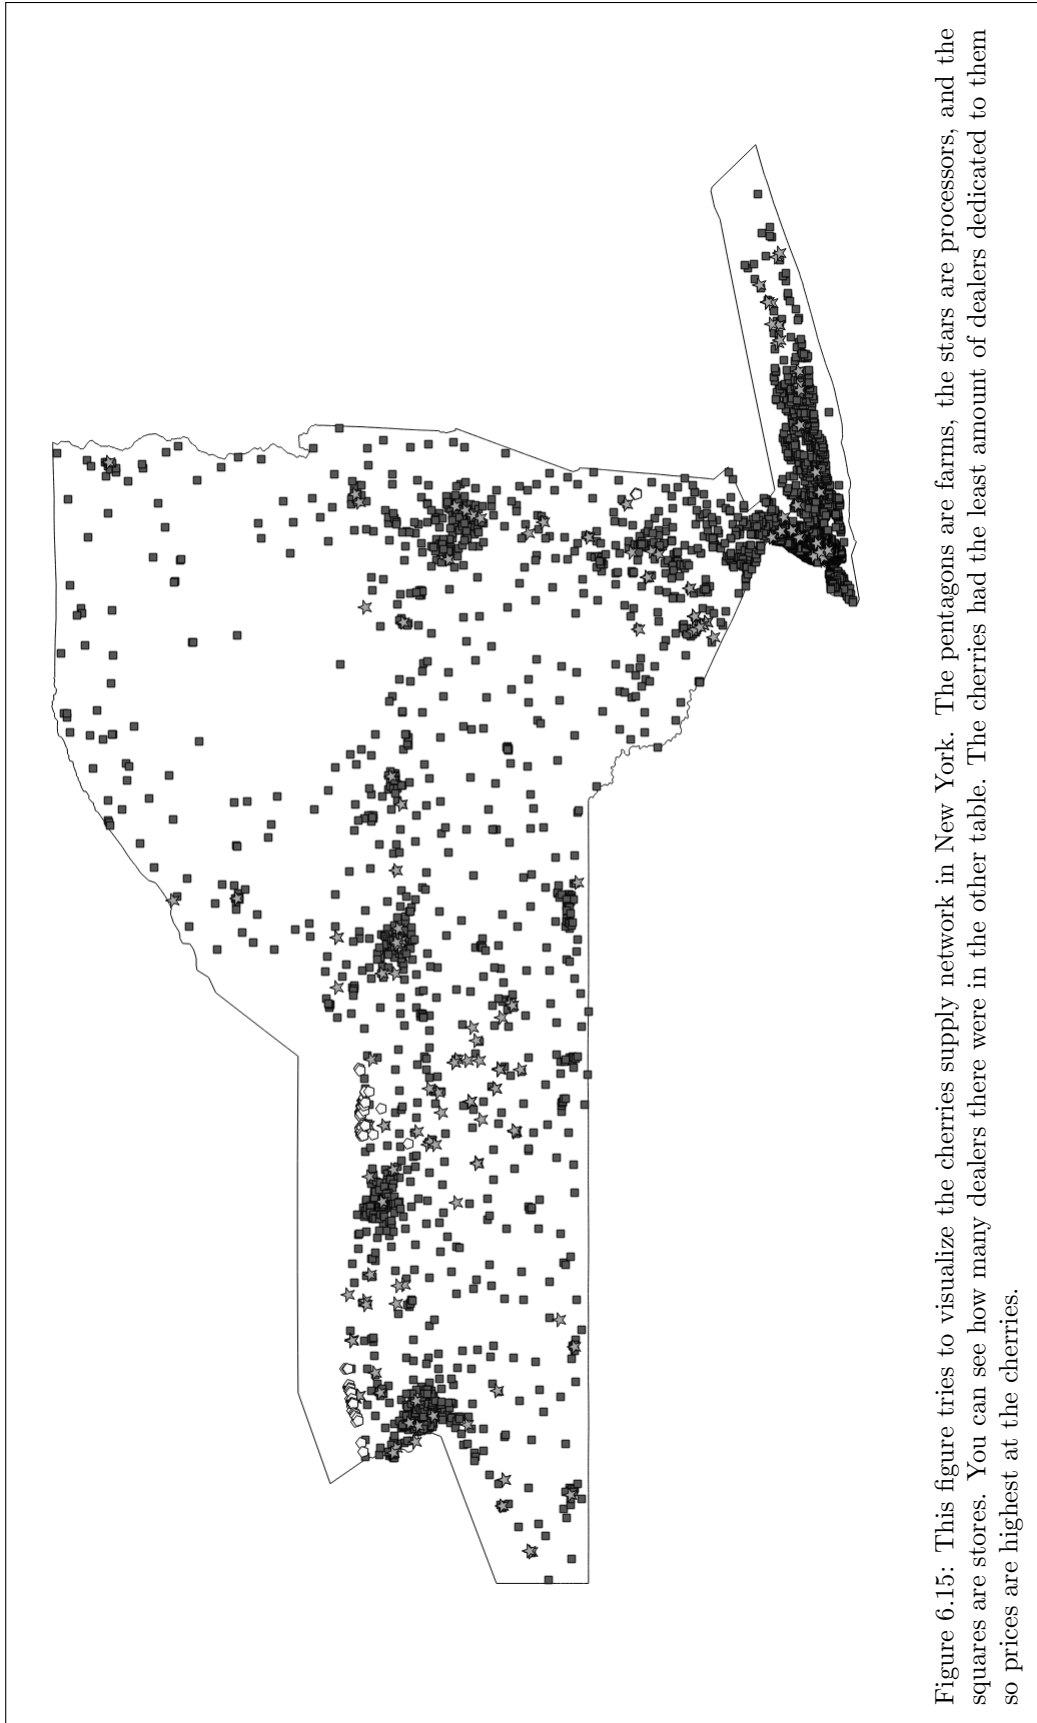 Figure 6.15: This figure tries to visualize the cherries supply network in New York. The pentagons are farms, the stars are processors, and the
squares are stores. You can see how many dealers there were in the other table. The cherries had the least amount of dealers dedicated to them
so prices are highest at the cherries.